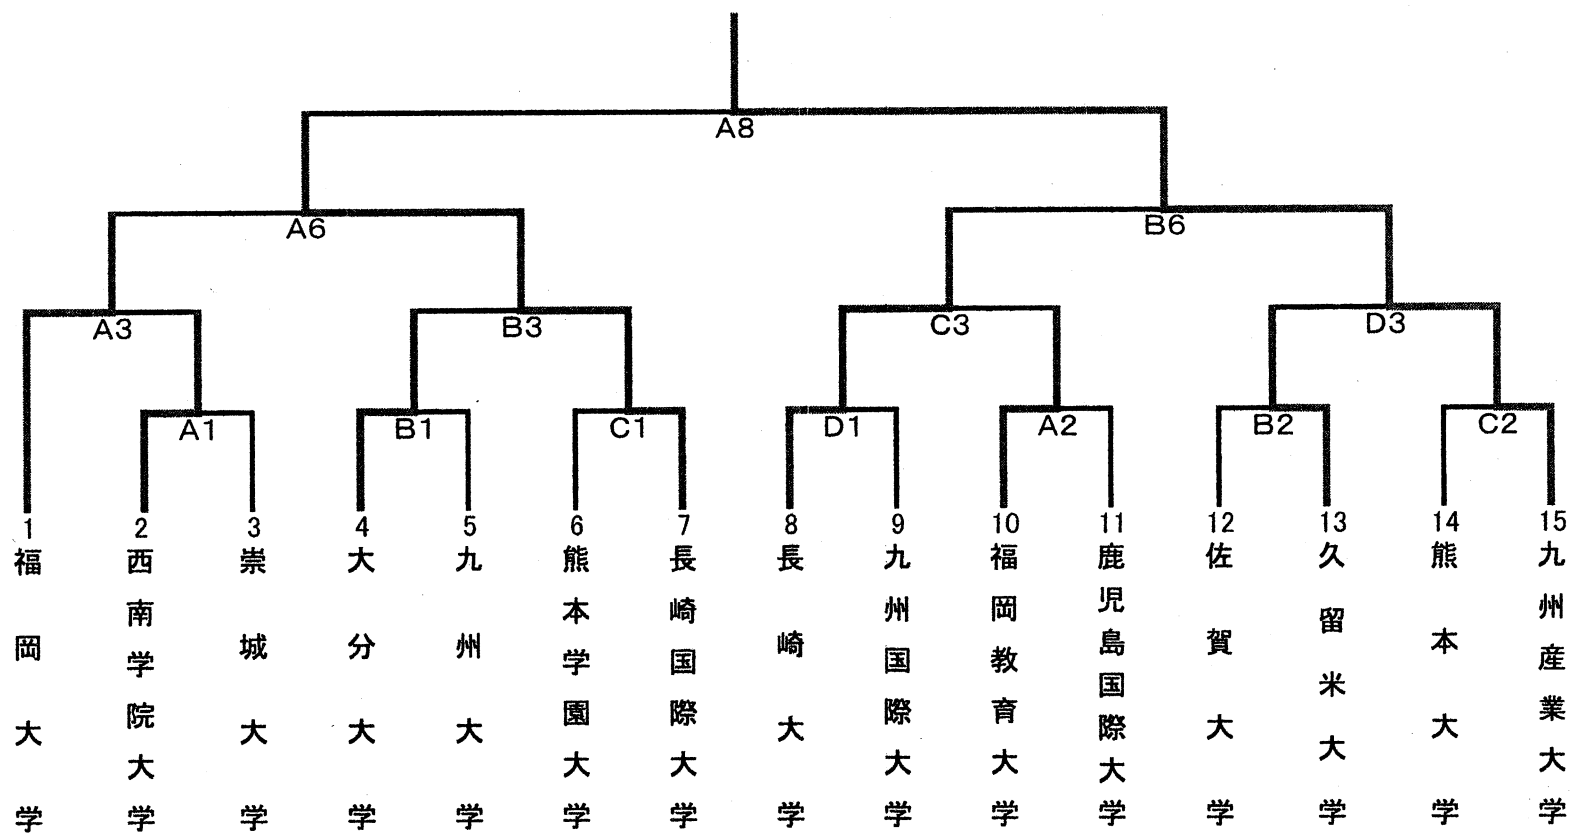 A8
A6
B6
A3
B3
C3
D3
A1
B1
C1
D1
A2
B2
C2
1
2
3
4
5
6
7
8
9
10
11
12
13
14
15
福岡大学
西南学院大学
崇城大学
大分大学
九州大学
熊本学園大学
長崎国際大学
長崎大学
九州国際大学
福岡教育大学
鹿児島国際大学
佐賀大学
久留米大学
熊本大学
九州産業大学